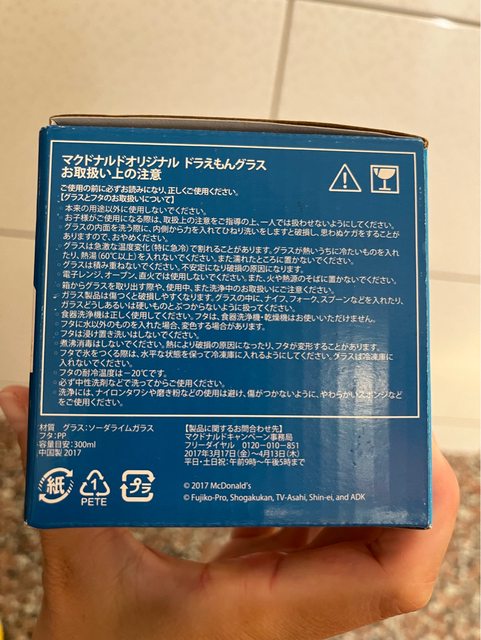 マクドナルドオリジナル ドラえもんグラス
お取扱い上の注意
ご使用の前に必ずお読みになり、正しくご使用ください。
【グラスとフタのお取扱いについて】
・本来の用途以外に使用しないでください。
・お子様がご使用になる際は、取扱上の注意をご指導の上、一人では扱わせないようにしてください。
・グラスの内面を洗う際に、内側から力を入れてひねり洗いをしますと破損し、思わぬケガをすることが
ありますので、おやめください。
・グラスは急激な温度変化(特に急冷)で割れることがあります。グラスが熱いうちに冷たいものを入れ
たり、熱湯(60℃以上)を入れないでください。また濡れたところに置かないでください。
・グラスは積み重ねないでください。不安定になり破損の原因になります。
・電子レンジ、オーブン、直火では使用しないでください。また、火や熱源のそばに置かないでください。
・箱からグラスを取り出す際や、使用中、また洗浄中のお取扱いにご注意ください。
・ガラス製品は傷つくと破損しやすくなります。グラスの中に、ナイフ、フォーク、スプーンなどを入れたり、
ガラスどうしあるいは硬いものとぶつからないように扱ってください。
・食器洗浄機は正しく使用してください。フタは、食器洗浄機・乾燥機はお使いいただけません。
・フタに水以外のものを入れた場合、変色する場合があります。
・フタは浸け置き洗いはしないでください。
・煮沸消毒はしないでください。熱により破損の原因になったり、フタが変形することがあります。
・フタで氷をつくる際は、水平な状態を保って冷凍庫に入れるようにしてください。グラスは冷凍庫に
入れないでください。
・フタの耐冷温度は−20℃です。
・必ず中性洗剤などで洗ってからご使用ください。
・洗浄には、ナイロンタワシや磨き粉などの使用は避け、傷がつかないように、やわらかいスポンジなど
をご使用ください。
材質 グラス:ソーダライムガラス
フタ:PP
容量目安:300ml
中国製 2017
【製品に関するお問合わせ先】
マクドナルドキャンペーン事務局
フリーダイヤル 0120-010-851
2017年3月17日(金)~4月13日(木)
平日・土日祝:午前9時~午後5時まで
紙
1
PETE
プラ
© 2017 McDonald's
© Fujiko-Pro, Shogakukan, TV-Asahi, Shin-ei, and ADK